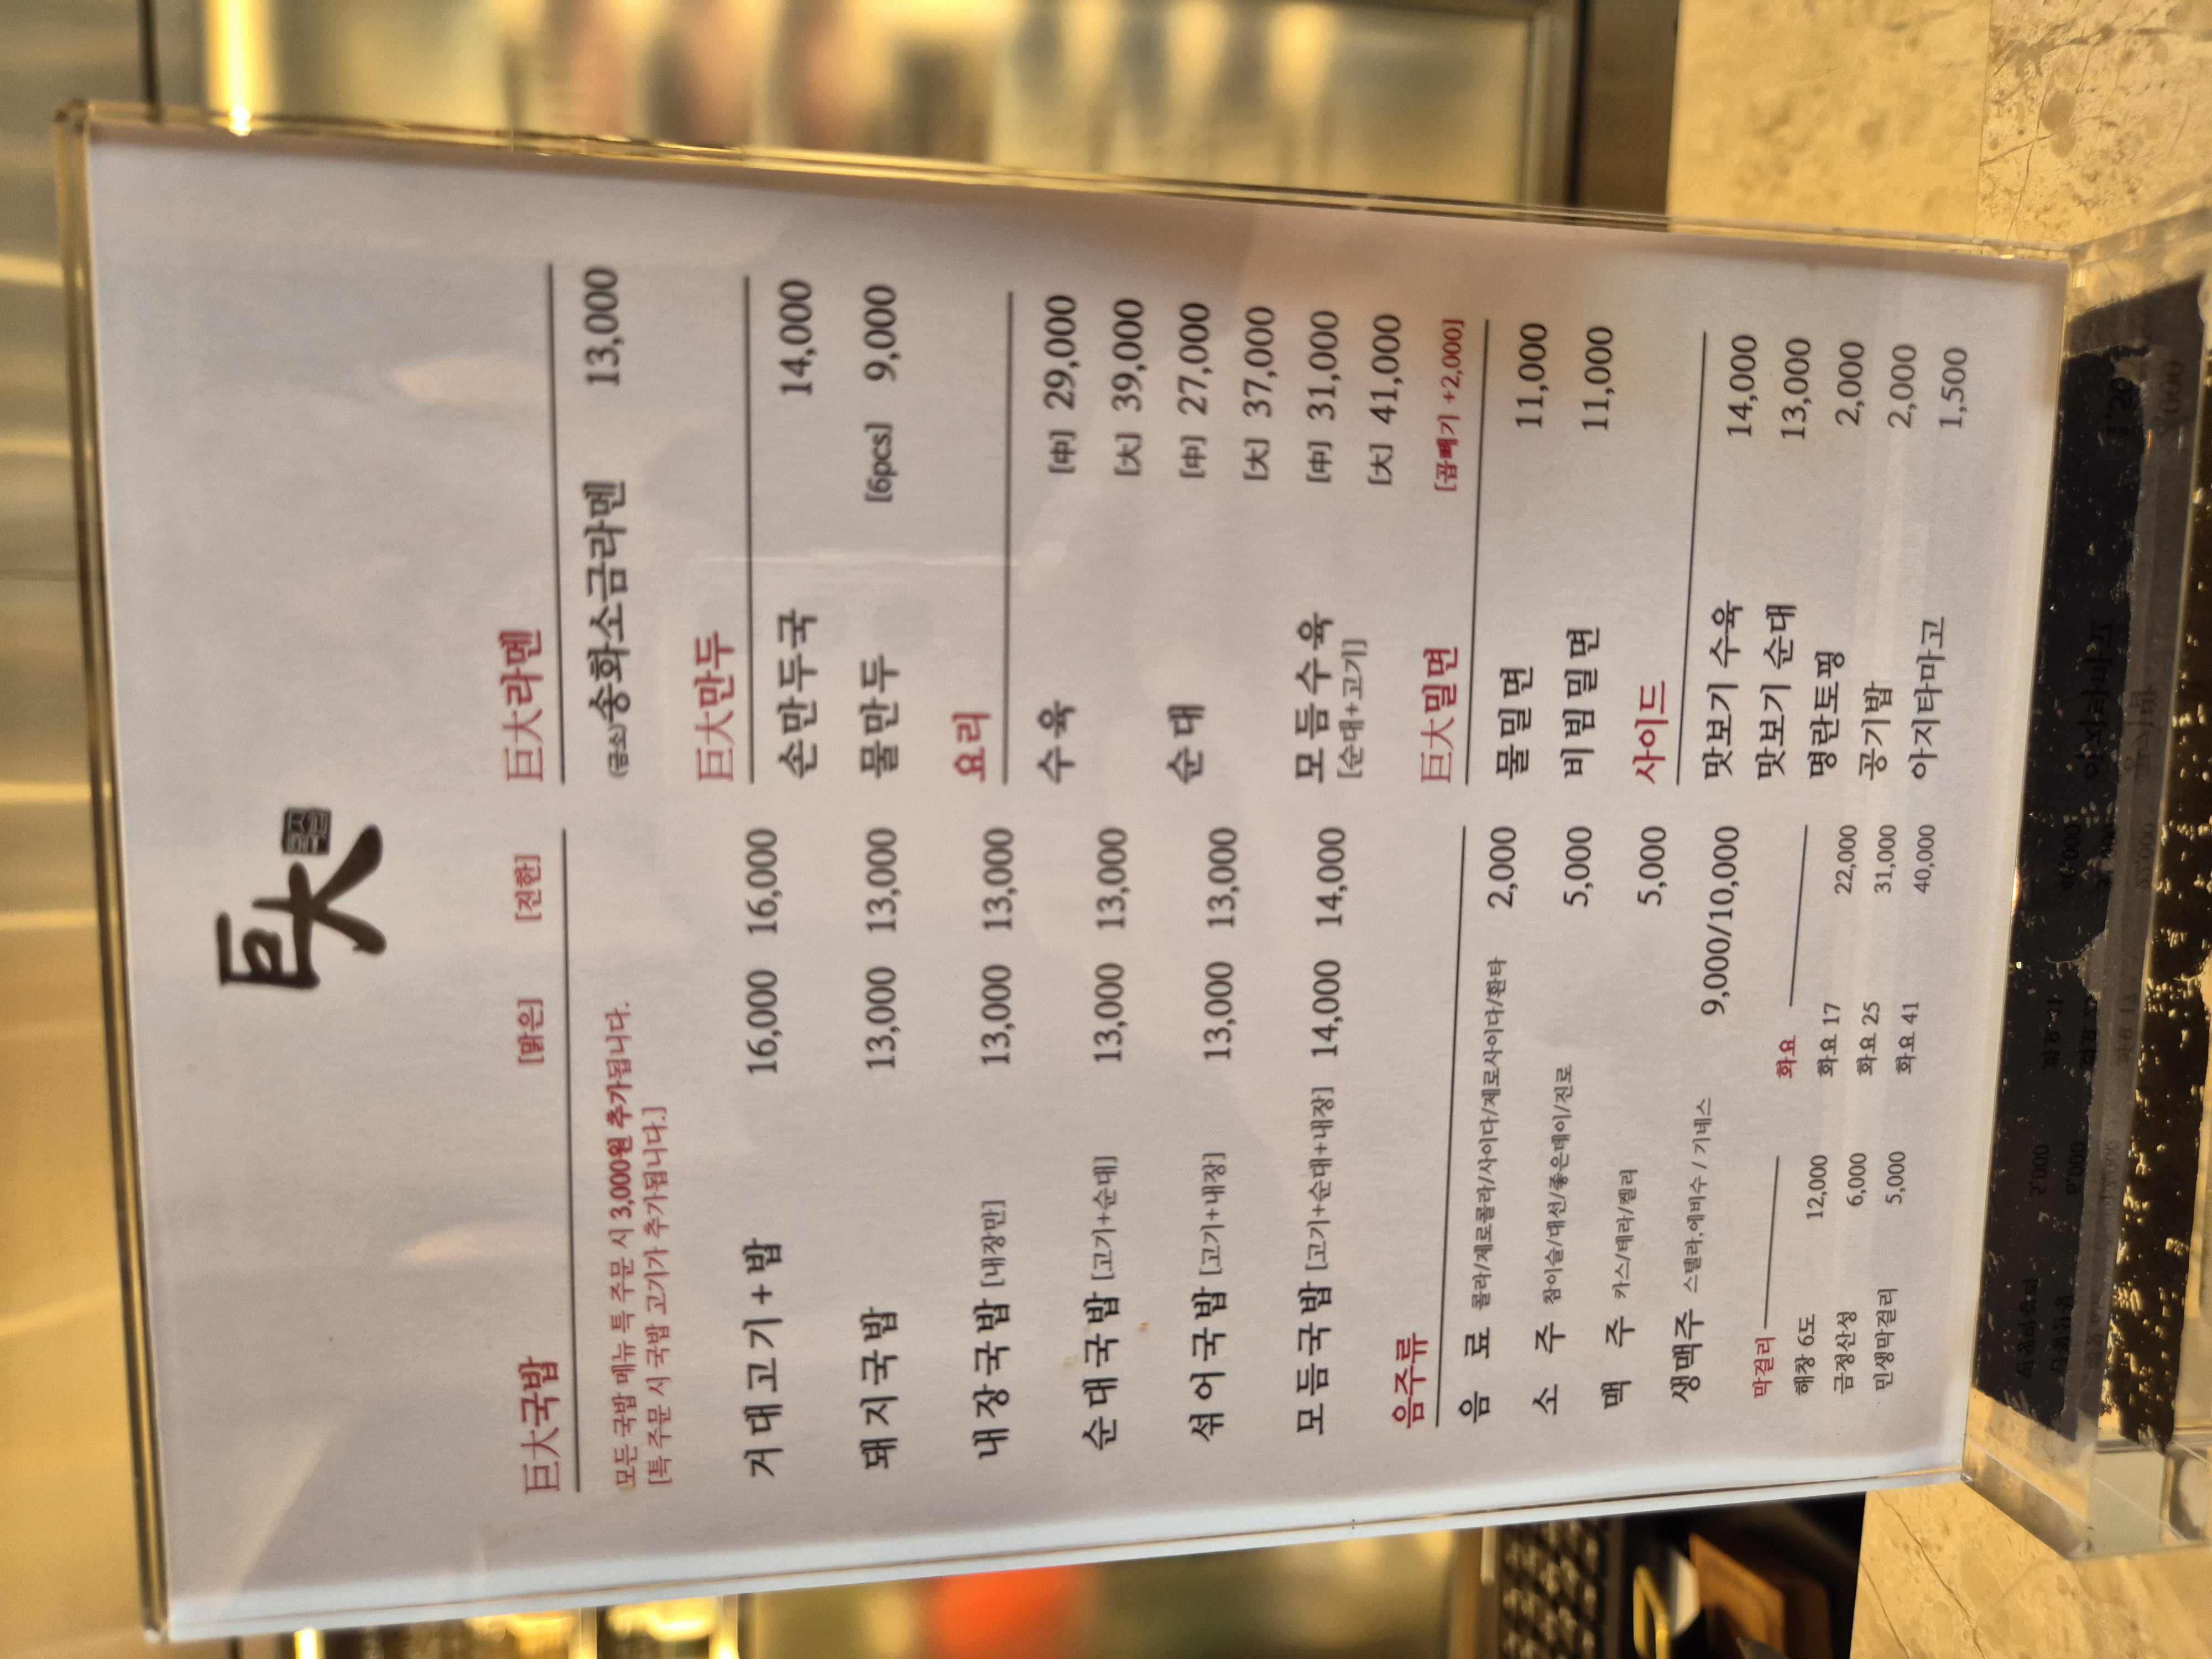 巨大
巨大국밥 [맑은] [진한]
모든 국밥 메뉴 특 주문 시 3,000원 추가됩니다.
[특 주문 시 국밥 고기가 추가됩니다.]
거대고기+밥 16,000 16,000
돼지국밥 13,000 13,000
내장국밥 [내장만] 13,000 13,000
순대국밥 [고기+순대] 13,000 13,000
섞어국밥 [고기+내장] 13,000 13,000
모듬국밥 [고기+순대+내장] 14,000 14,000
음주류
음 료 콜라/제로콜라/사이다/제로사이다/환타 2,000
소 주 참이슬/대선/좋은데이/진로 5,000
맥 주 카스/테라/켈리 5,000
생맥주 스텔라,에비수 / 기네스 9,000/10,000
막걸리
해창 6도 12,000
금정산성 6,000
민생막걸리 5,000
화요
화요 17 22,000
화요 25 31,000
화요 41 40,000
巨大라멘
(금소)송화소금라멘 13,000
巨大만두
손만두국 14,000
물만두 [6pcs] 9,000
요리
수육 [中] 29,000
[大] 39,000
순대 [中] 27,000
[大] 37,000
모듬수육 [中] 31,000
[순대+고기] [大] 41,000
巨大밀면 [곱빼기 +2,000]
물밀면 11,000
비빔밀면 11,000
사이드
맛보기 수육 14,000
맛보기 순대 13,000
명란토핑 2,000
공기밥 2,000
아지타마고 1,500